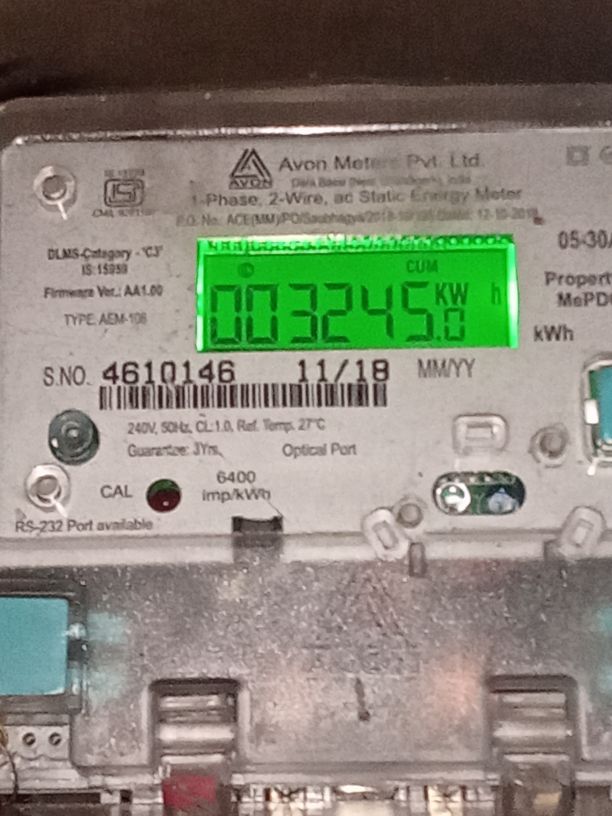 Avon Meters Pvt. Ltd.
AVON
1-Phase, 2-Wire, ac Static Energy Meter
DLMS-Category - 'C3'
IS:15959
Firmware Ver.: AA1.00
TYPE: AEM-106
05-30A
Property
MePD
kWh
CUM
003245.0 KW h
S.NO. 4610146 11/18 MM/YY
240V, 50Hz, CL:1.0, Ref. Temp. 27°C
Guarantee: 3Yrs. Optical Port
CAL
6400
imp/kWh
RS-232 Port available